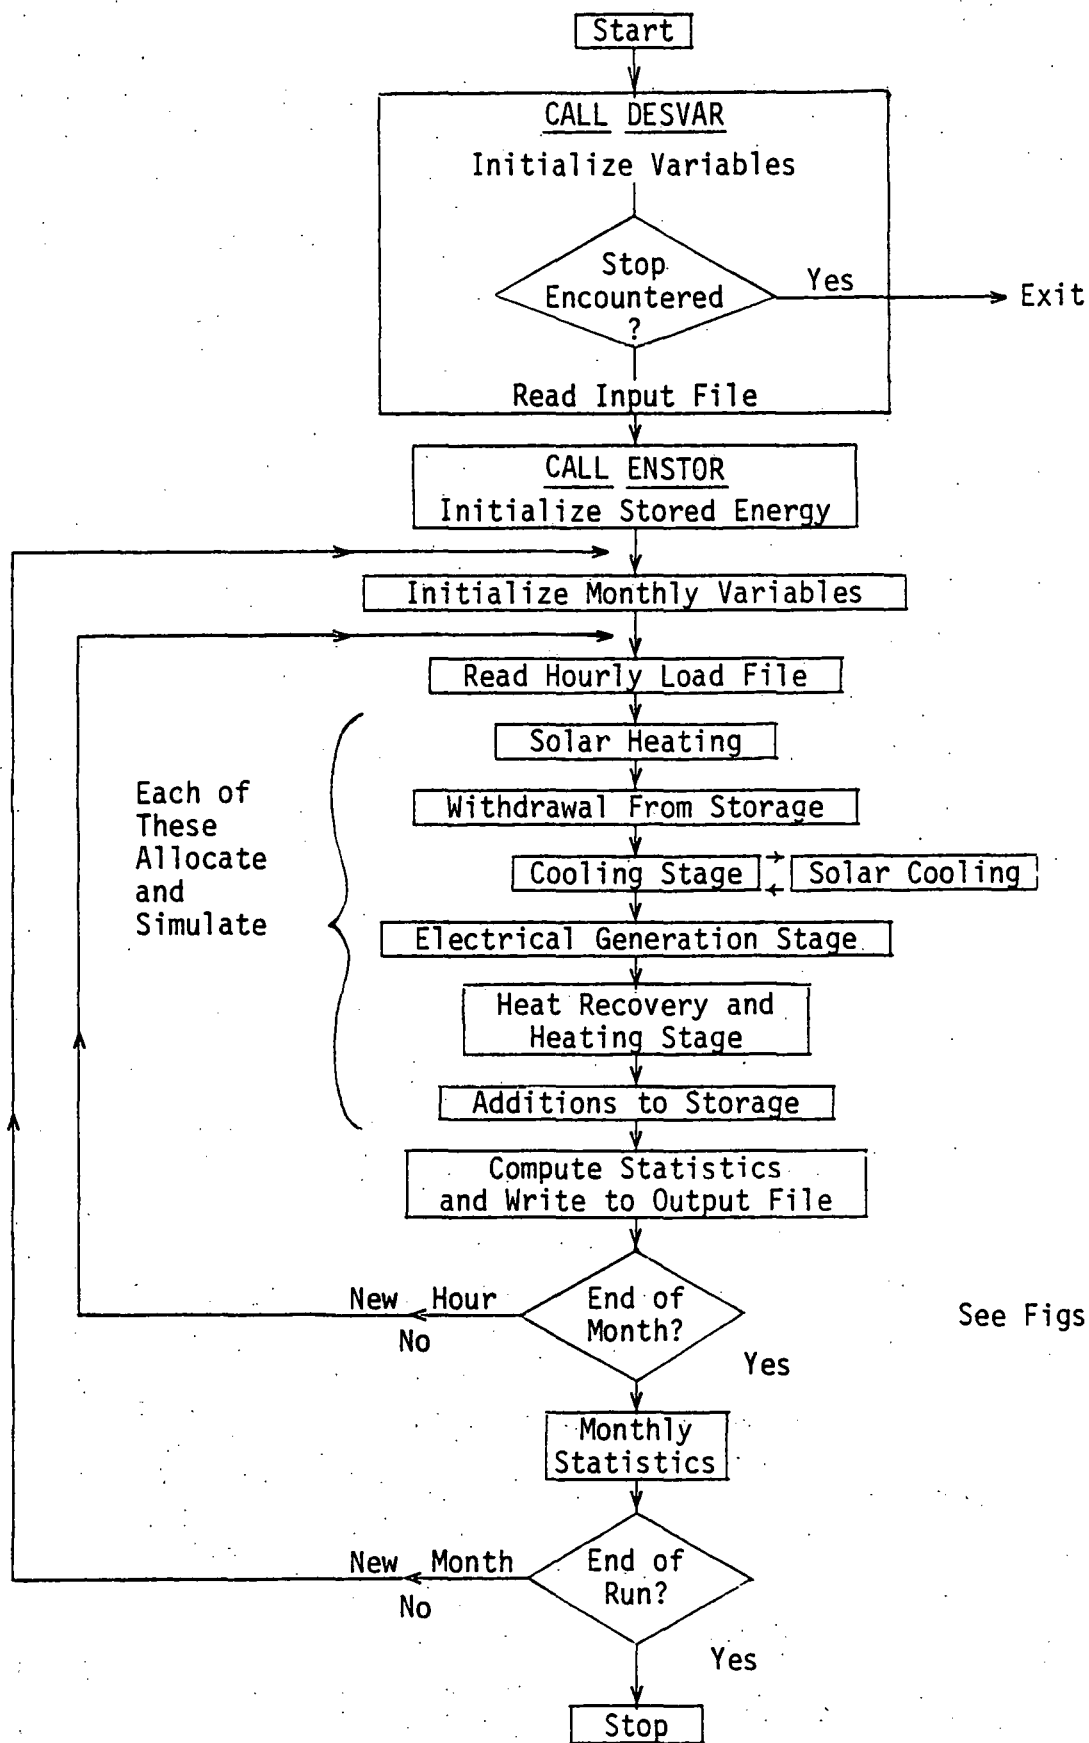 Start
CALL DESVAR
Initialize Variables
Stop
Encountered
?
Yes
Exit
Read Input File
CALL ENSTOR
Initialize Stored Energy
Initialize Monthly Variables
Read Hourly Load File
Solar Heating
Each of
These
Allocate
and
Simulate
Withdrawal From Storage
Cooling Stage
Solar Cooling
Electrical Generation Stage
Heat Recovery and
Heating Stage
Additions to Storage
Compute Statistics
and Write to Output File
New Hour
No
End of
Month?
See Figs
Yes
Monthly
Statistics
New Month
No
End of
Run?
Yes
Stop